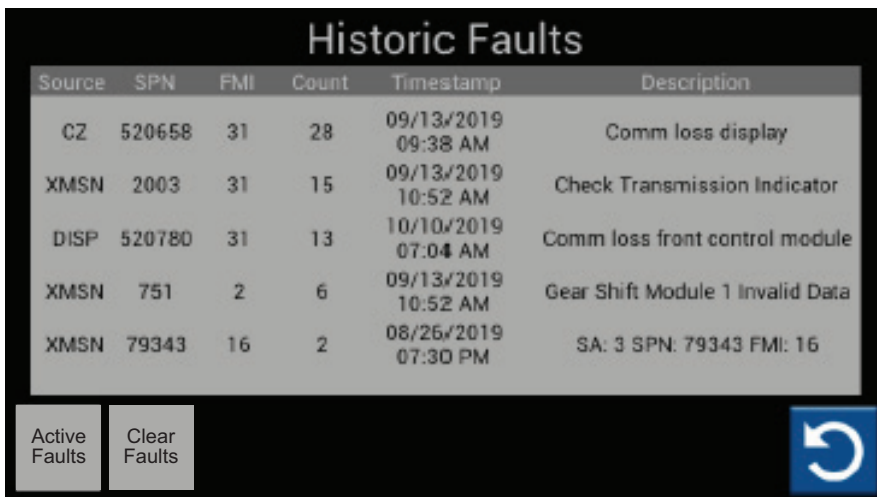 Historic Faults
Source SPN FMI Count Timestamp Description
CZ 520658 31 28 09/13/2019 09:38 AM Comm loss display
XMSN 2003 31 15 09/13/2019 10:52 AM Check Transmission Indicator
DISP 520780 31 13 10/10/2019 07:04 AM Comm loss front control module
XMSN 751 2 6 09/13/2019 10:52 AM Gear Shift Module 1 Invalid Data
XMSN 79343 16 2 08/26/2019 07:30 PM SA: 3 SPN: 79343 FMI: 16
Active Faults
Clear Faults